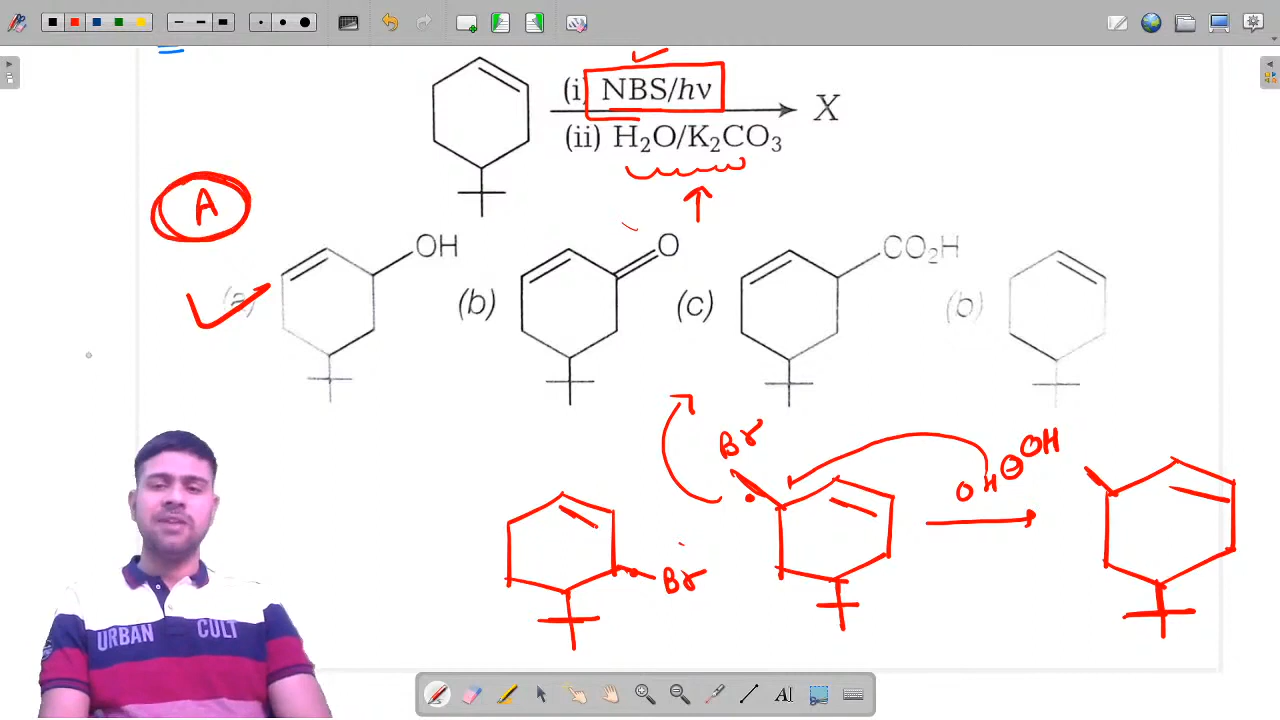 (i) NBS/hν
(ii) H₂O/K₂CO₃
X
A
(a)
OH
(b)
O
(c)
CO₂H
(b)
Br
OH⊖
OH
Br
URBAN CULT
AI